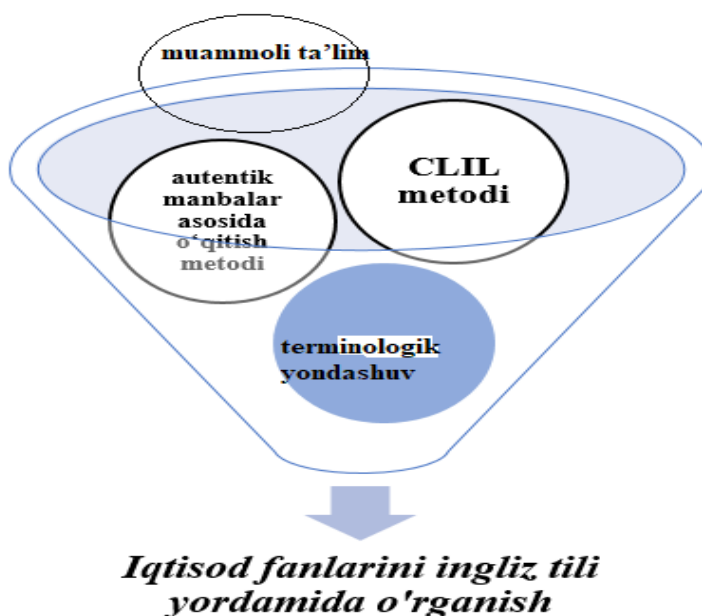 muammoli ta’lim
CLIL
metodi
autentik
manbalar
asosida
o‘qitish
metodi
terminologik
yondashuv
Iqtisod fanlarini ingliz tili
yordamida o'rganish